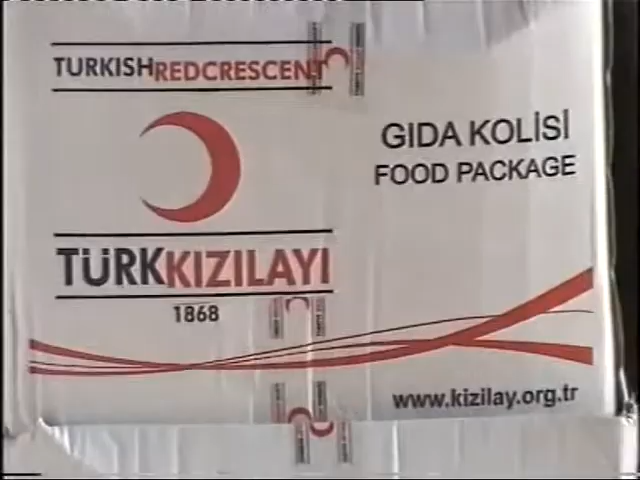 TURKISHREDCRESCENT
GIDA KOLİSİ
FOOD PACKAGE
TÜRKKIZILAYI
1868
www.kizilay.org.tr